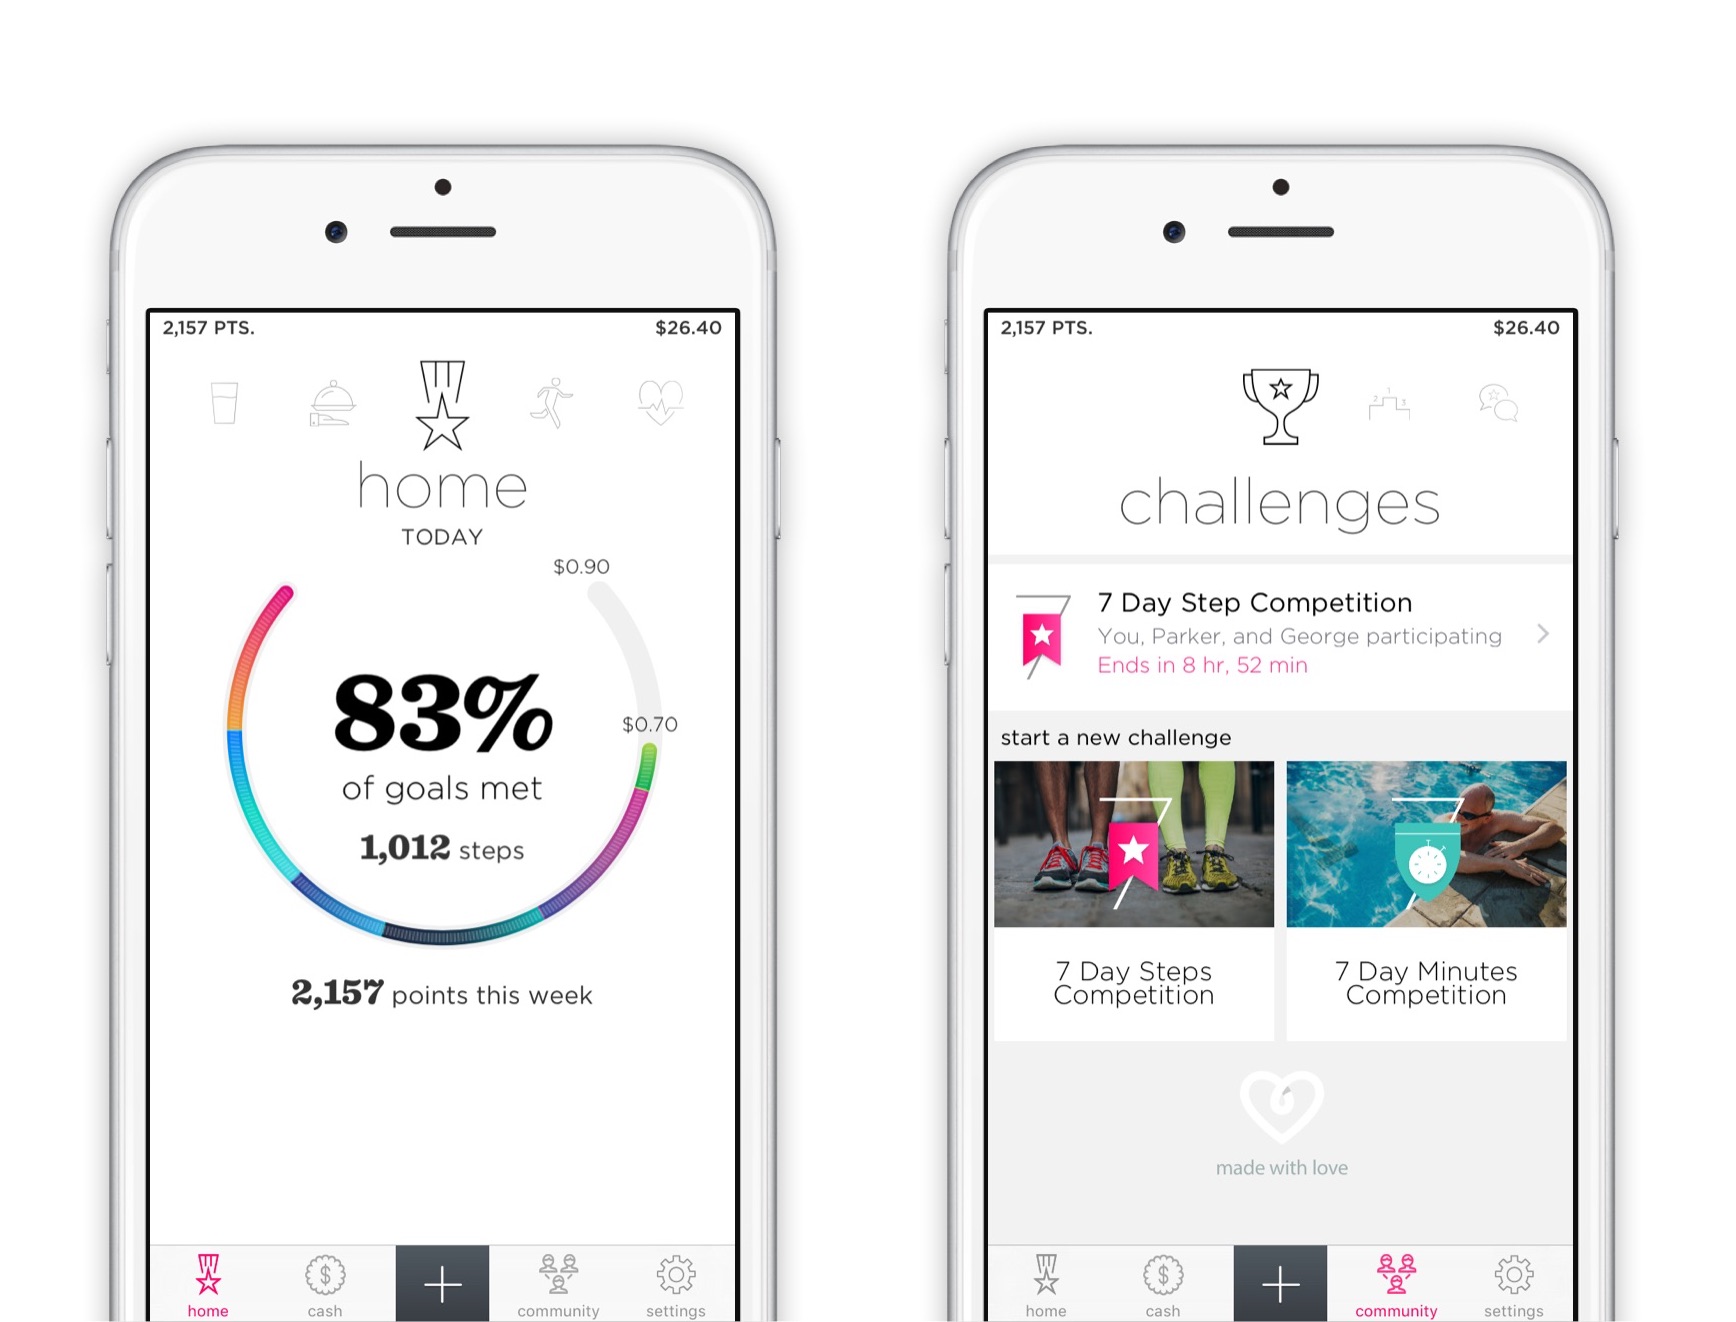 2,157 PTS.
$26.40
home
TODAY
$0.90
83%
$0.70
of goals met
1,012 steps
2,157 points this week
home
cash
community
settings
2,157 PTS.
$26.40
1
2
3
challenges
7 Day Step Competition
You, Parker, and George participating
Ends in 8 hr, 52 min
start a new challenge
7 Day Steps
Competition
7 Day Minutes
Competition
made with love
home
cash
community
settings